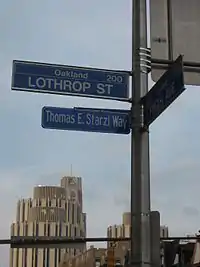 Oakland 200
LOTHROP ST
Thomas E. Starzl Way